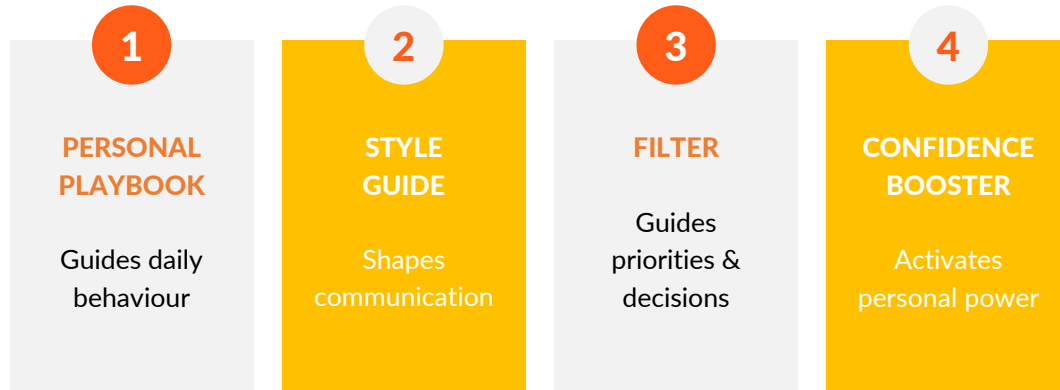 1
PERSONAL
PLAYBOOK
Guides daily
behaviour
2
STYLE
GUIDE
Shapes
communication
3
FILTER
Guides
priorities &
decisions
4
CONFIDENCE
BOOSTER
Activates
personal power